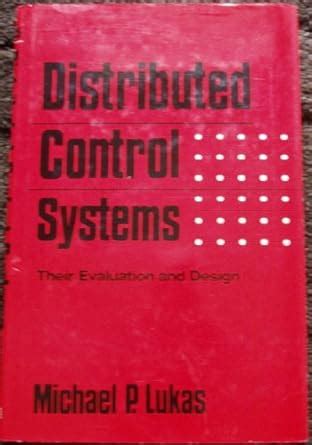 Distributed
Control
Systems
Their Evaluation and Design
Michael P. Lukas